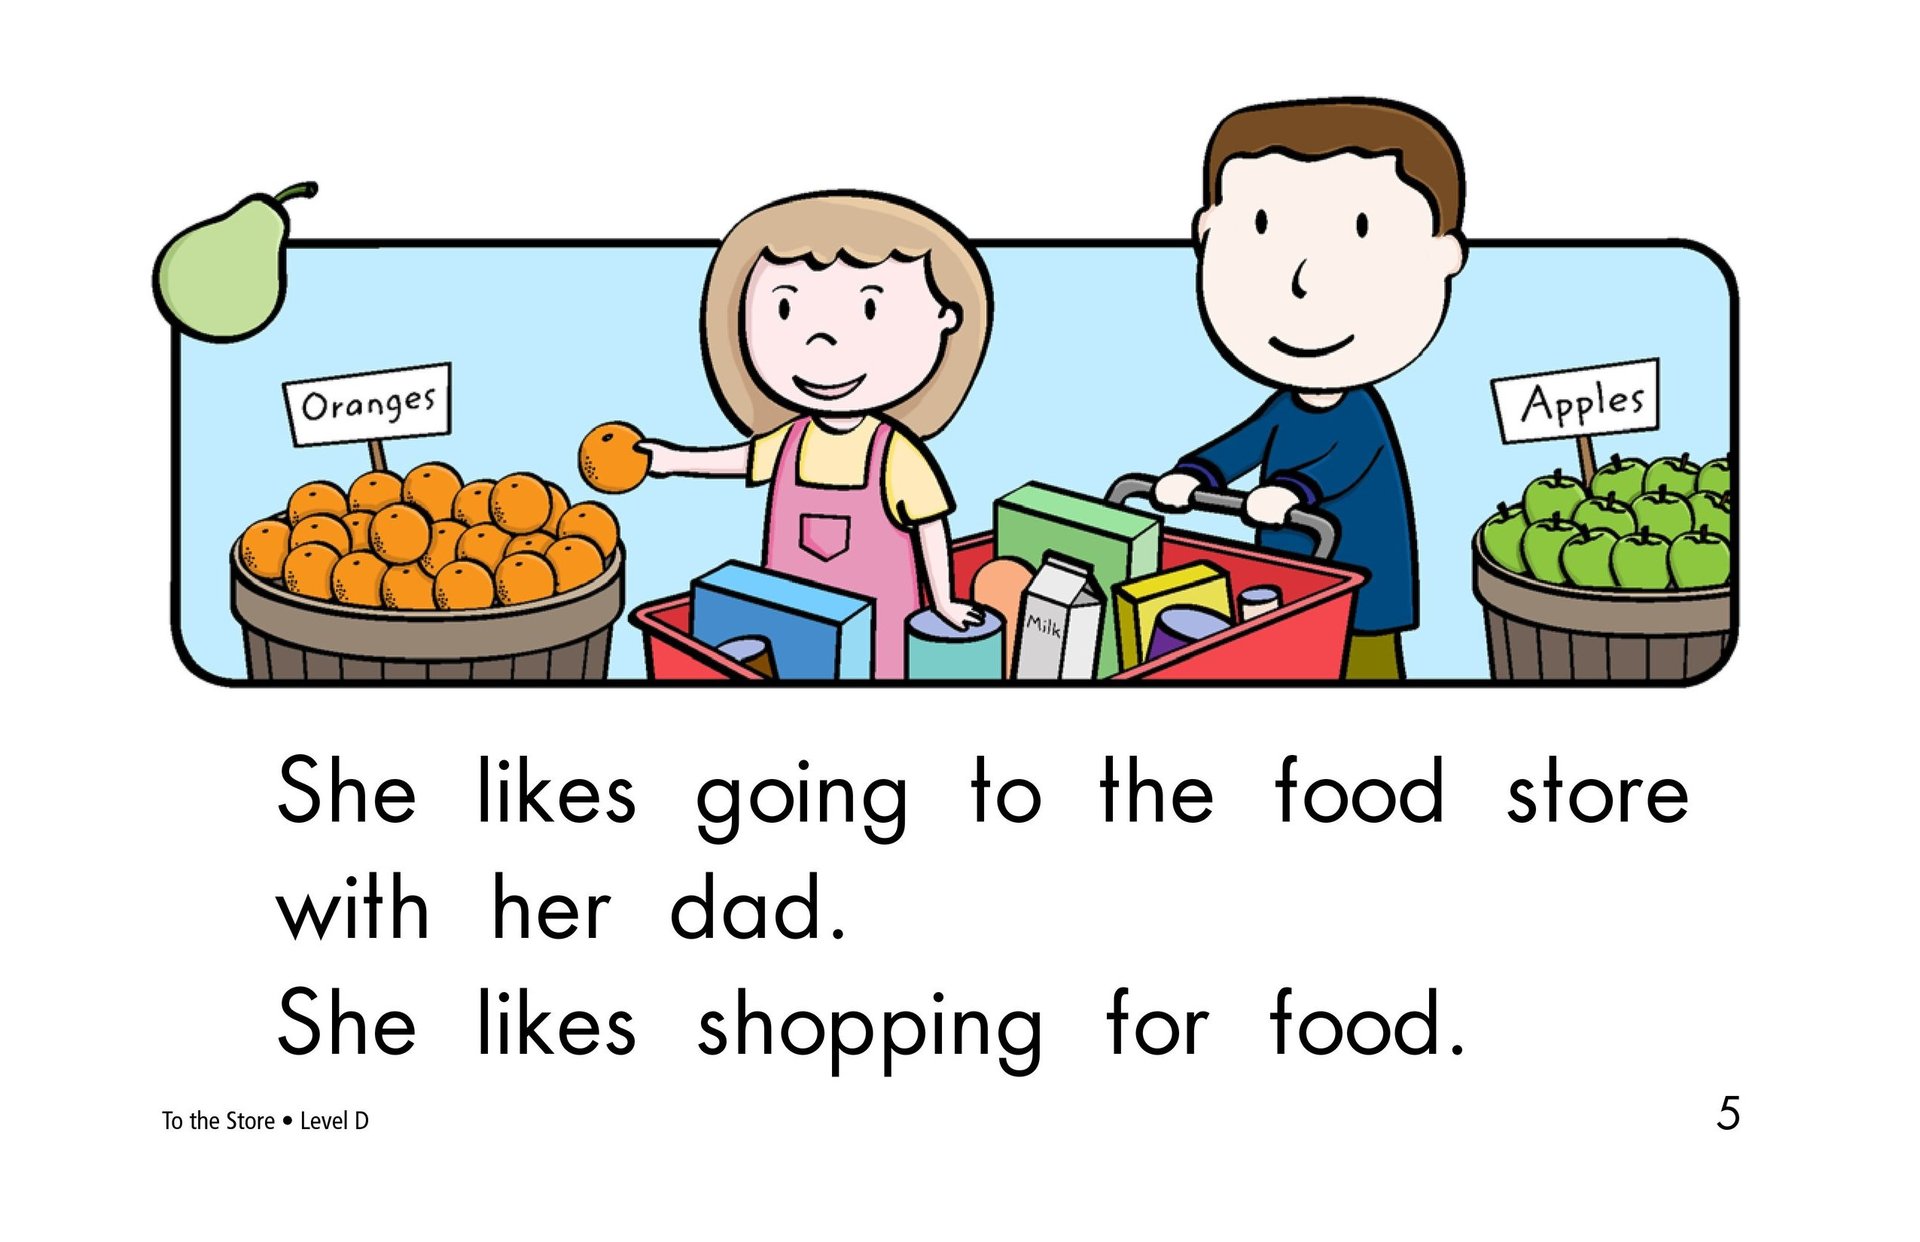 Oranges
Apples
Milk
She likes going to the food store
with her dad.
She likes shopping for food.
To the Store • Level D
5